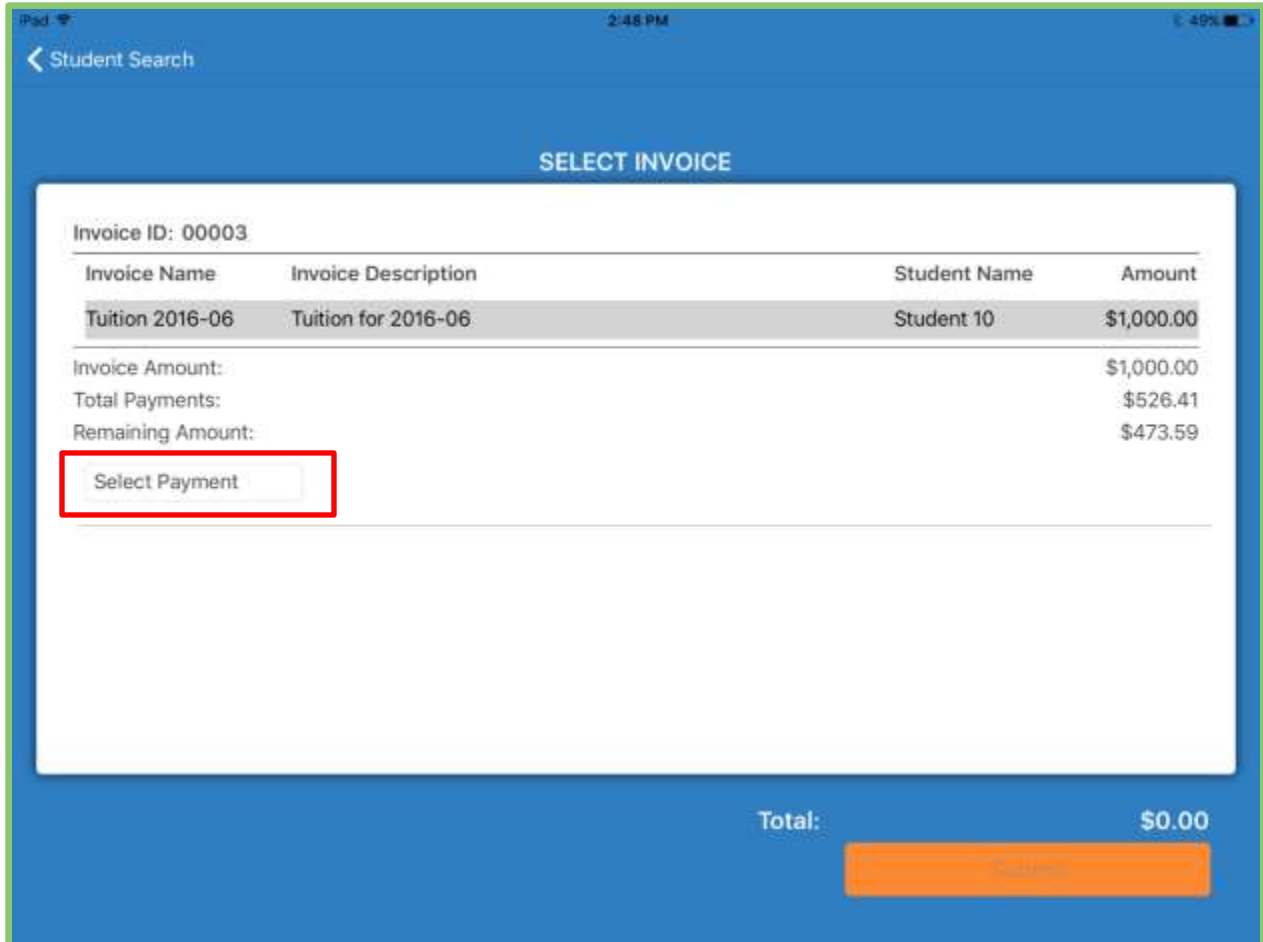 iPad 2:48 PM 49%
Student Search
SELECT INVOICE
Invoice ID: 00003
Invoice Name Invoice Description Student Name Amount
Tuition 2016-06 Tuition for 2016-06 Student 10 $1,000.00
Invoice Amount: $1,000.00
Total Payments: $526.41
Remaining Amount: $473.59
Select Payment
Total: $0.00
Submit